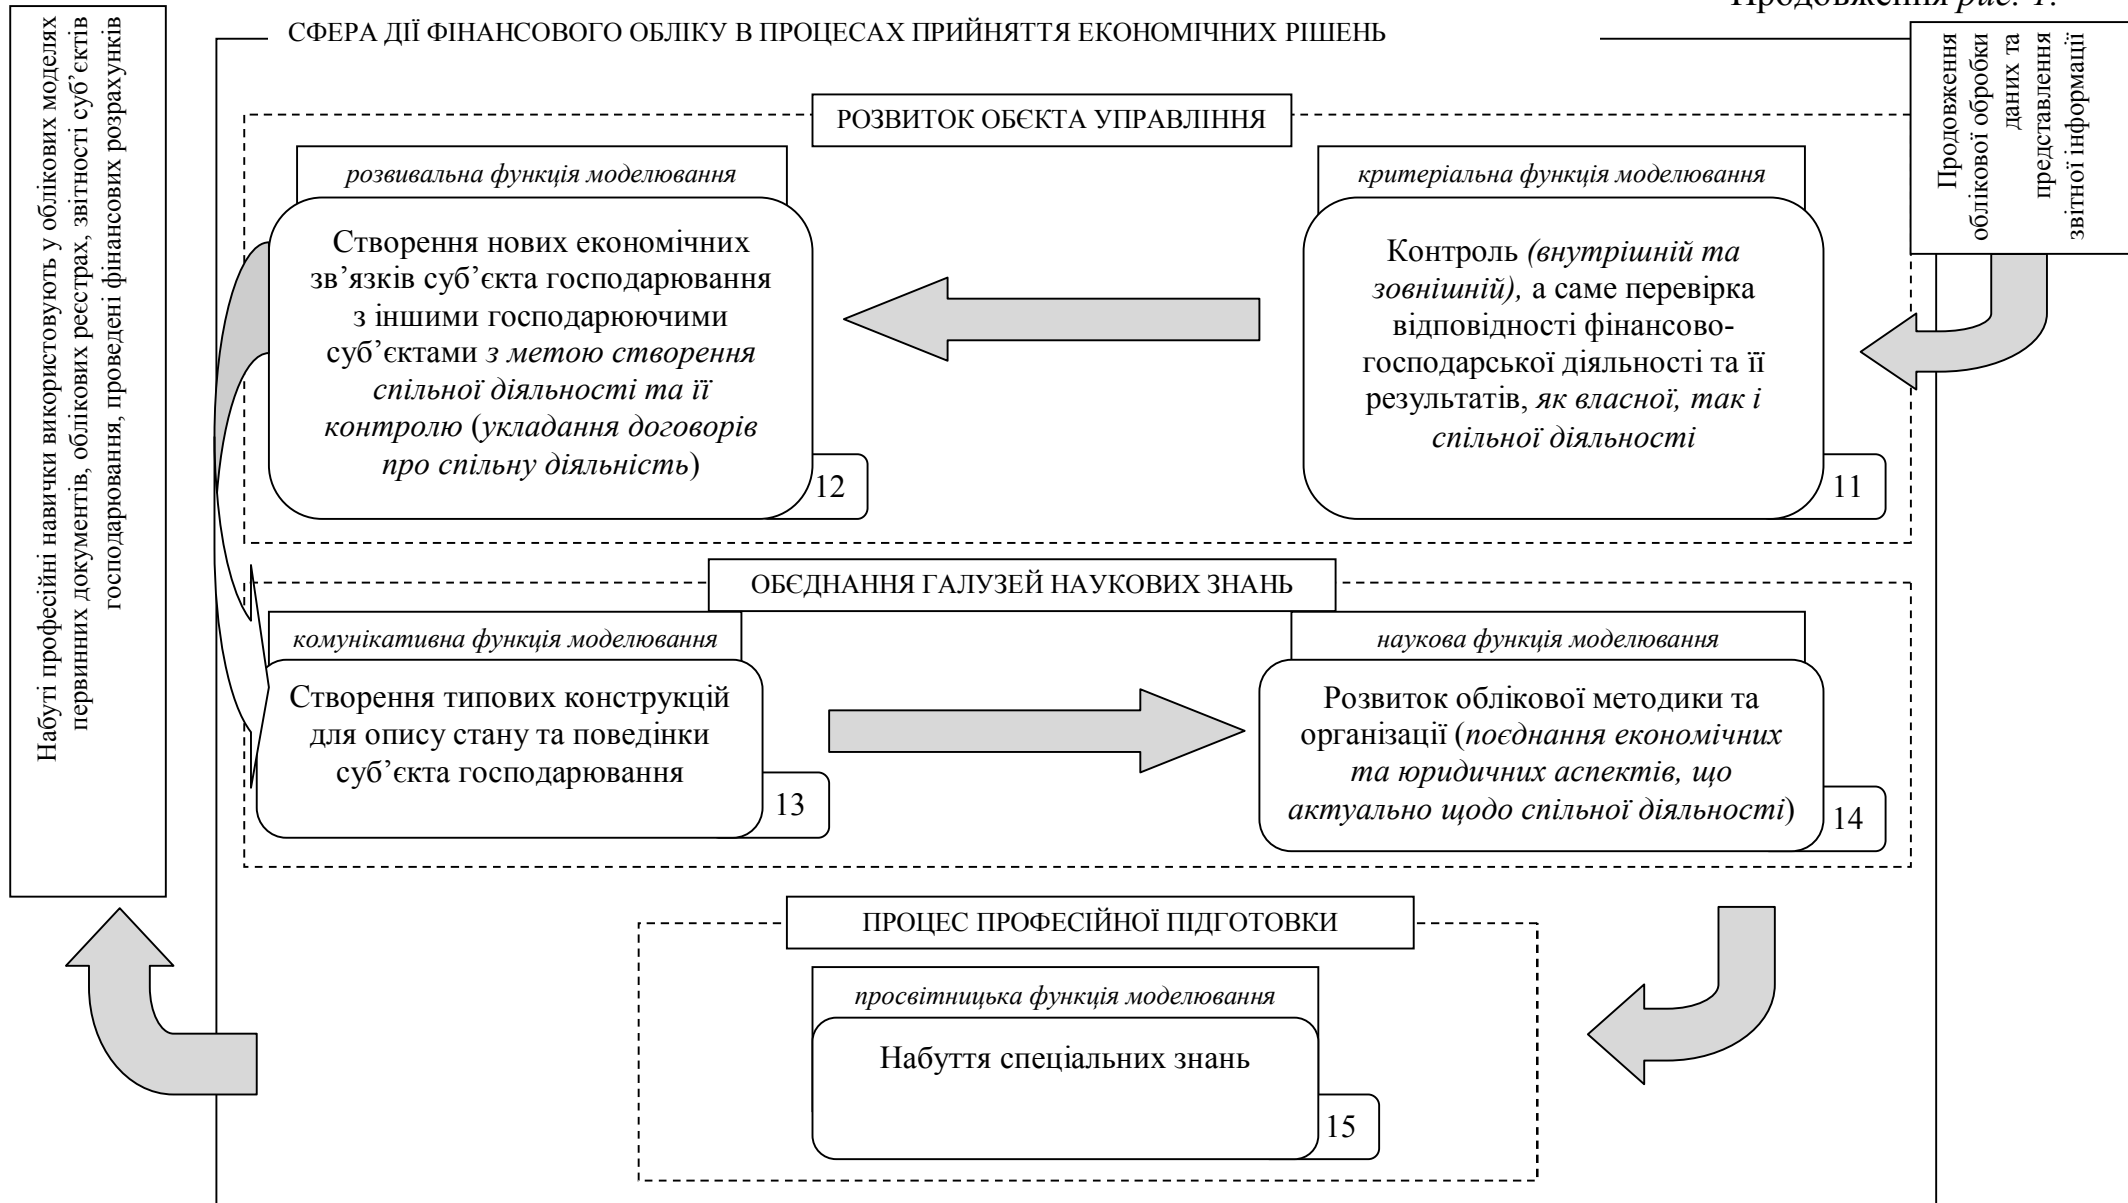 Продовження рис. 1.
СФЕРА ДІЇ ФІНАНСОВОГО ОБЛІКУ В ПРОЦЕСАХ ПРИЙНЯТТЯ ЕКОНОМІЧНИХ РІШЕНЬ
Набуті професійні навички використовують у облікових моделях
первинних документів, облікових реєстрах, звітності суб’єктів
господарювання, проведені фінансових розрахунків
Продовження
облікової обробки
даних та
представлення
звітної інформації
РОЗВИТОК ОБЄКТА УПРАВЛІННЯ
розвивальна функція моделювання
Створення нових економічних
зв’язків суб’єкта господарювання
з іншими господарюючими
суб’єктами з метою створення
спільної діяльності та її
контролю (укладання договорів
про спільну діяльність)
12
критеріальна функція моделювання
Контроль (внутрішній та
зовнішній), а саме перевірка
відповідності фінансово-
господарської діяльності та її
результатів, як власної, так і
спільної діяльності
11
ОБЄДНАННЯ ГАЛУЗЕЙ НАУКОВИХ ЗНАНЬ
комунікативна функція моделювання
Створення типових конструкцій
для опису стану та поведінки
суб’єкта господарювання
13
наукова функція моделювання
Розвиток облікової методики та
організації (поєднання економічних
та юридичних аспектів, що
актуально щодо спільної діяльності)
14
ПРОЦЕС ПРОФЕСІЙНОЇ ПІДГОТОВКИ
просвітницька функція моделювання
Набуття спеціальних знань
15